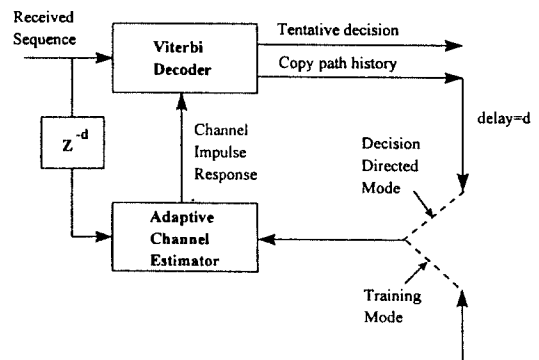 Received
Sequence
Viterbi
Decoder
Tentative decision
Copy path history
delay=d
Z^-d
Channel
Impulse
Response
Decision
Directed
Mode
Adaptive
Channel
Estimator
Training
Mode